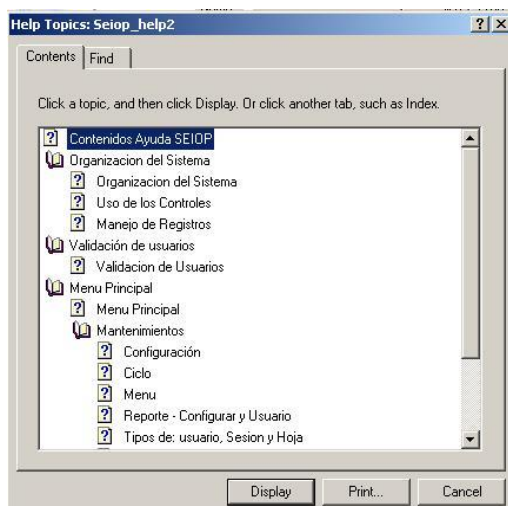 Help Topics: Seiop_help2
Contents
Find
Click a topic, and then click Display. Or click another tab, such as Index.
Contenidos Ayuda SEIOP
Organizacion del Sistema
Organizacion del Sistema
Uso de los Controles
Manejo de Registros
Validación de usuarios
Validacion de Usuarios
Menu Principal
Menu Principal
Mantenimientos
Configuración
Ciclo
Menu
Reporte - Configurar y Usuario
Tipos de: usuario, Sesion y Hoja
Display
Print...
Cancel